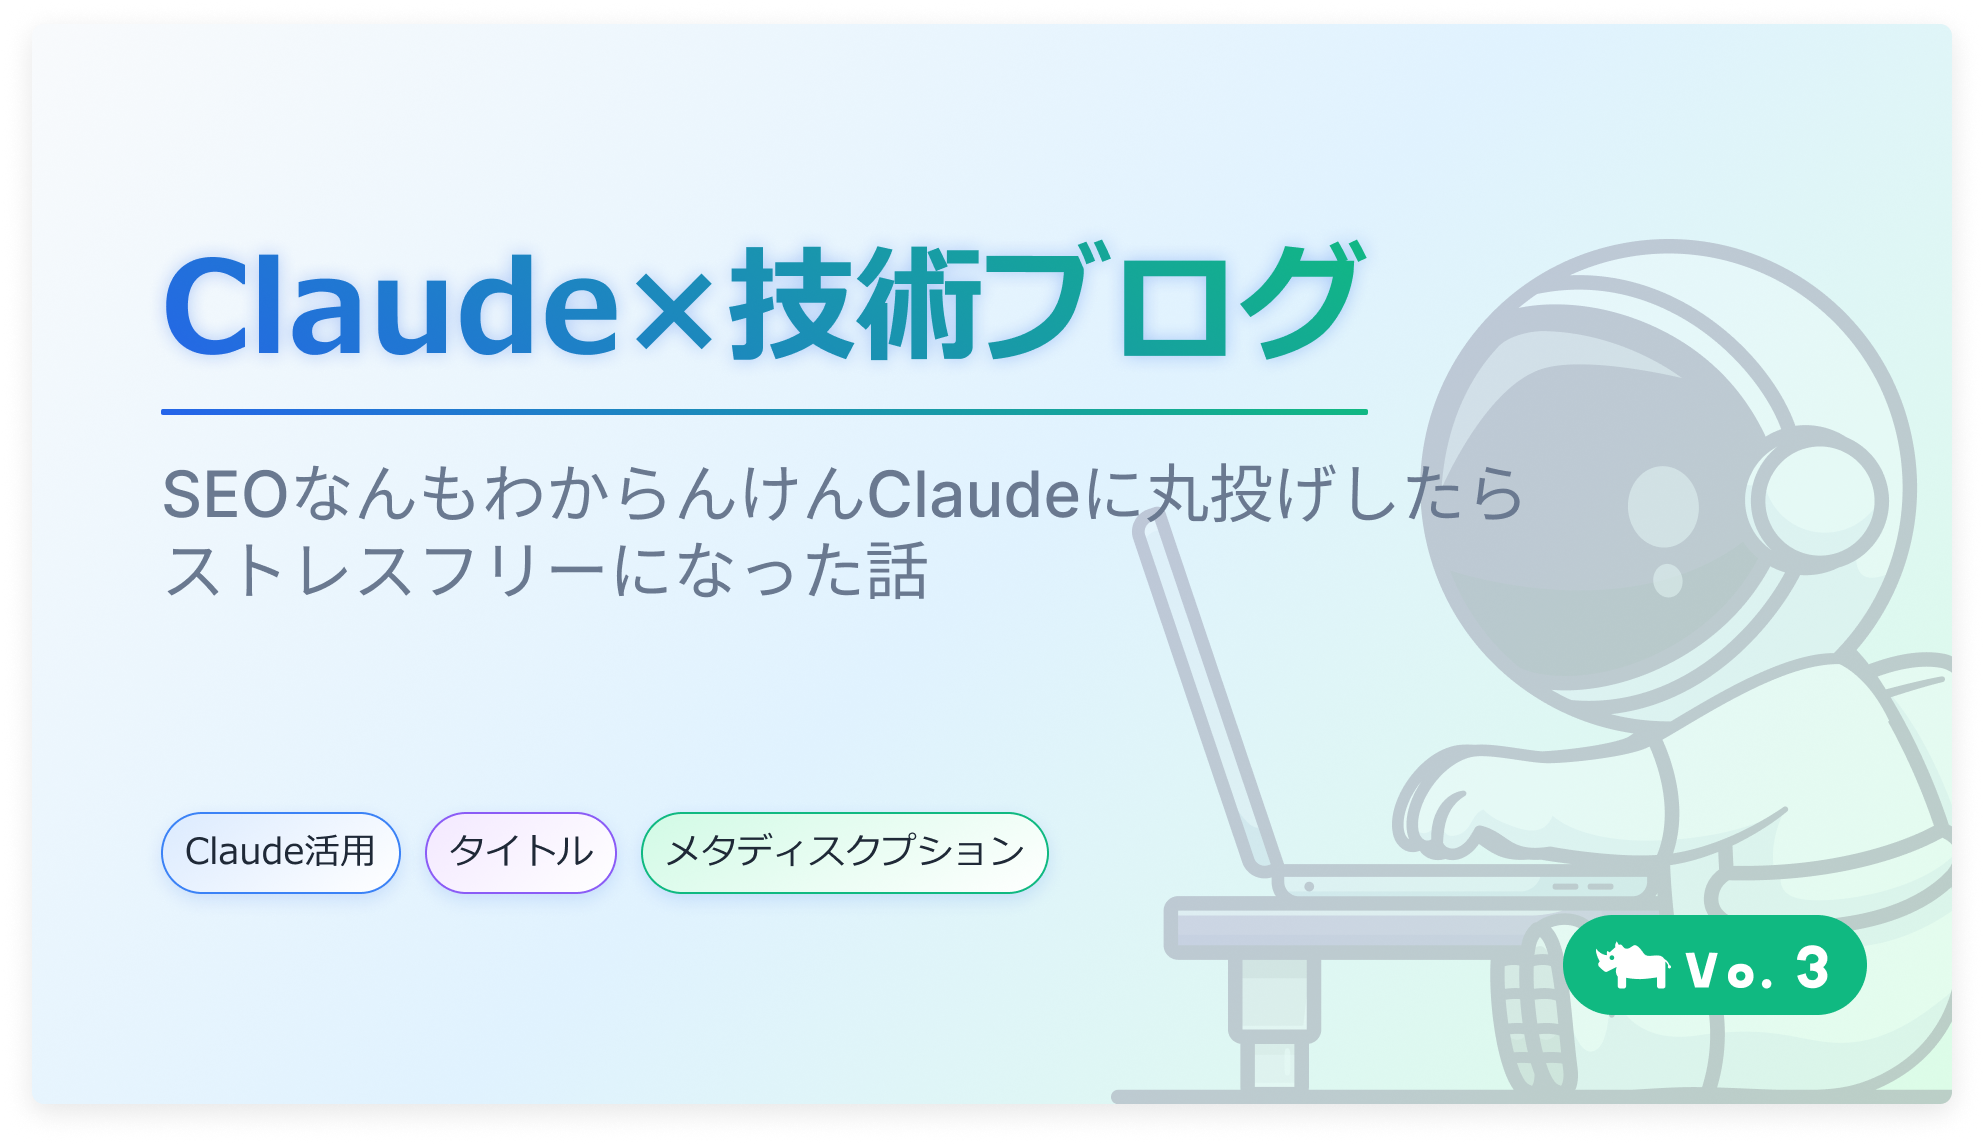 Claude×技術ブログ
SEOなんもわからんけんClaudeに丸投げしたら
ストレスフリーになった話
Claude活用 タイトル メタディスクプション
Vo. 3